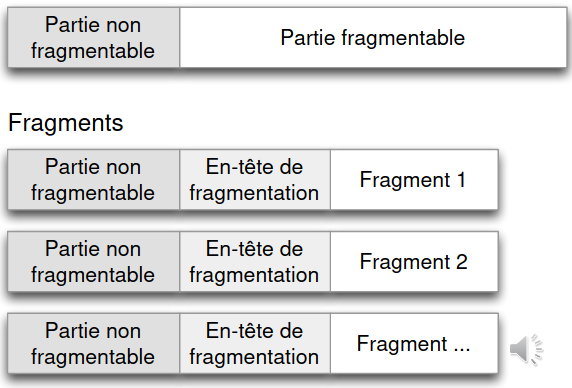 Partie non
fragmentable
Partie fragmentable
Fragments
Partie non
fragmentable
En-tête de
fragmentation
Fragment 1
Partie non
fragmentable
En-tête de
fragmentation
Fragment 2
Partie non
fragmentable
En-tête de
fragmentation
Fragment ...